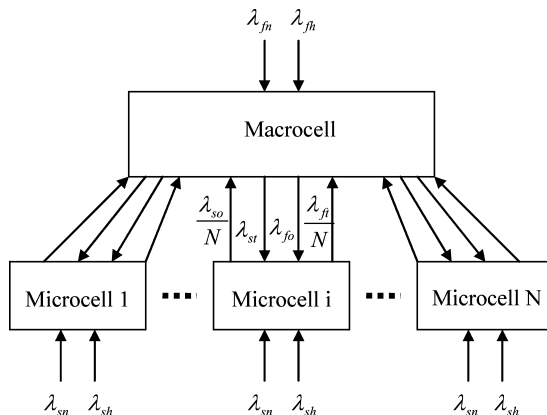 λ_fn λ_fh
Macrocell
λ_so/N λ_st λ_fo λ_ft/N
Microcell 1 Microcell i Microcell N
λ_sn λ_sh λ_sn λ_sh λ_sn λ_sh